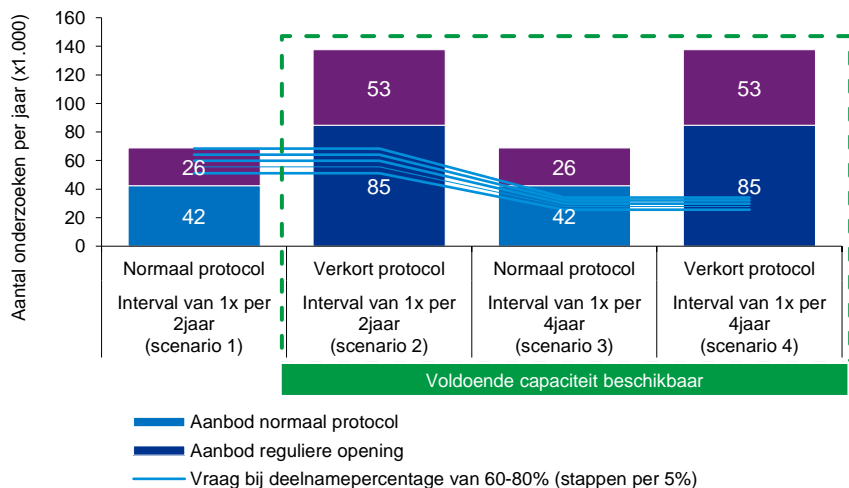 Aantal onderzoeken per jaar (x1.000)
160
140
120
100
80
60
40
20
0
26
42
53
85
26
42
53
85
Normaal protocol
Verkort protocol
Normaal protocol
Verkort protocol
Interval van 1x per
2jaar
(scenario 1)
Interval van 1x per
2jaar
(scenario 2)
Interval van 1x per
4jaar
(scenario 3)
Interval van 1x per
4jaar
(scenario 4)
Voldoende capaciteit beschikbaar
Aanbod normaal protocol
Aanbod reguliere opening
Vraag bij deelnamepercentage van 60-80% (stappen per 5%)